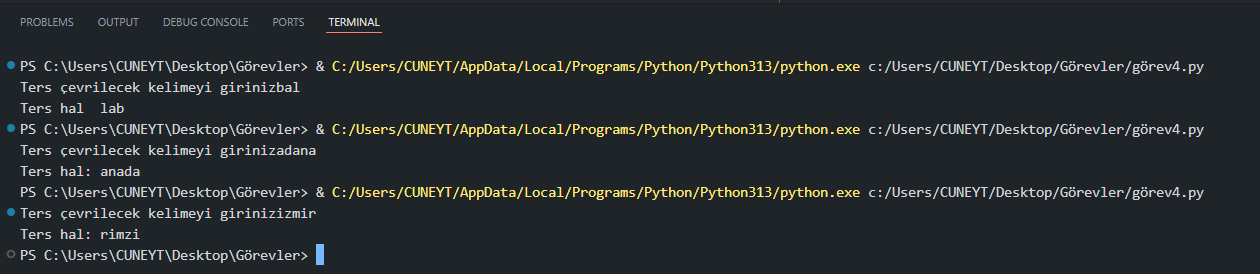 PROBLEMS OUTPUT DEBUG CONSOLE PORTS TERMINAL
PS C:\Users\CUNEYT\Desktop\Görevler> & C:/Users/CUNEYT/AppData/Local/Programs/Python/Python313/python.exe c:/Users/CUNEYT/Desktop/Görevler/görev4.py
Ters çevrilecek kelimeyi girinizbal
Ters hal  lab
PS C:\Users\CUNEYT\Desktop\Görevler> & C:/Users/CUNEYT/AppData/Local/Programs/Python/Python313/python.exe c:/Users/CUNEYT/Desktop/Görevler/görev4.py
Ters çevrilecek kelimeyi girinizadana
Ters hal: anada
PS C:\Users\CUNEYT\Desktop\Görevler> & C:/Users/CUNEYT/AppData/Local/Programs/Python/Python313/python.exe c:/Users/CUNEYT/Desktop/Görevler/görev4.py
Ters çevrilecek kelimeyi girinizizmir
Ters hal: rimzi
PS C:\Users\CUNEYT\Desktop\Görevler>